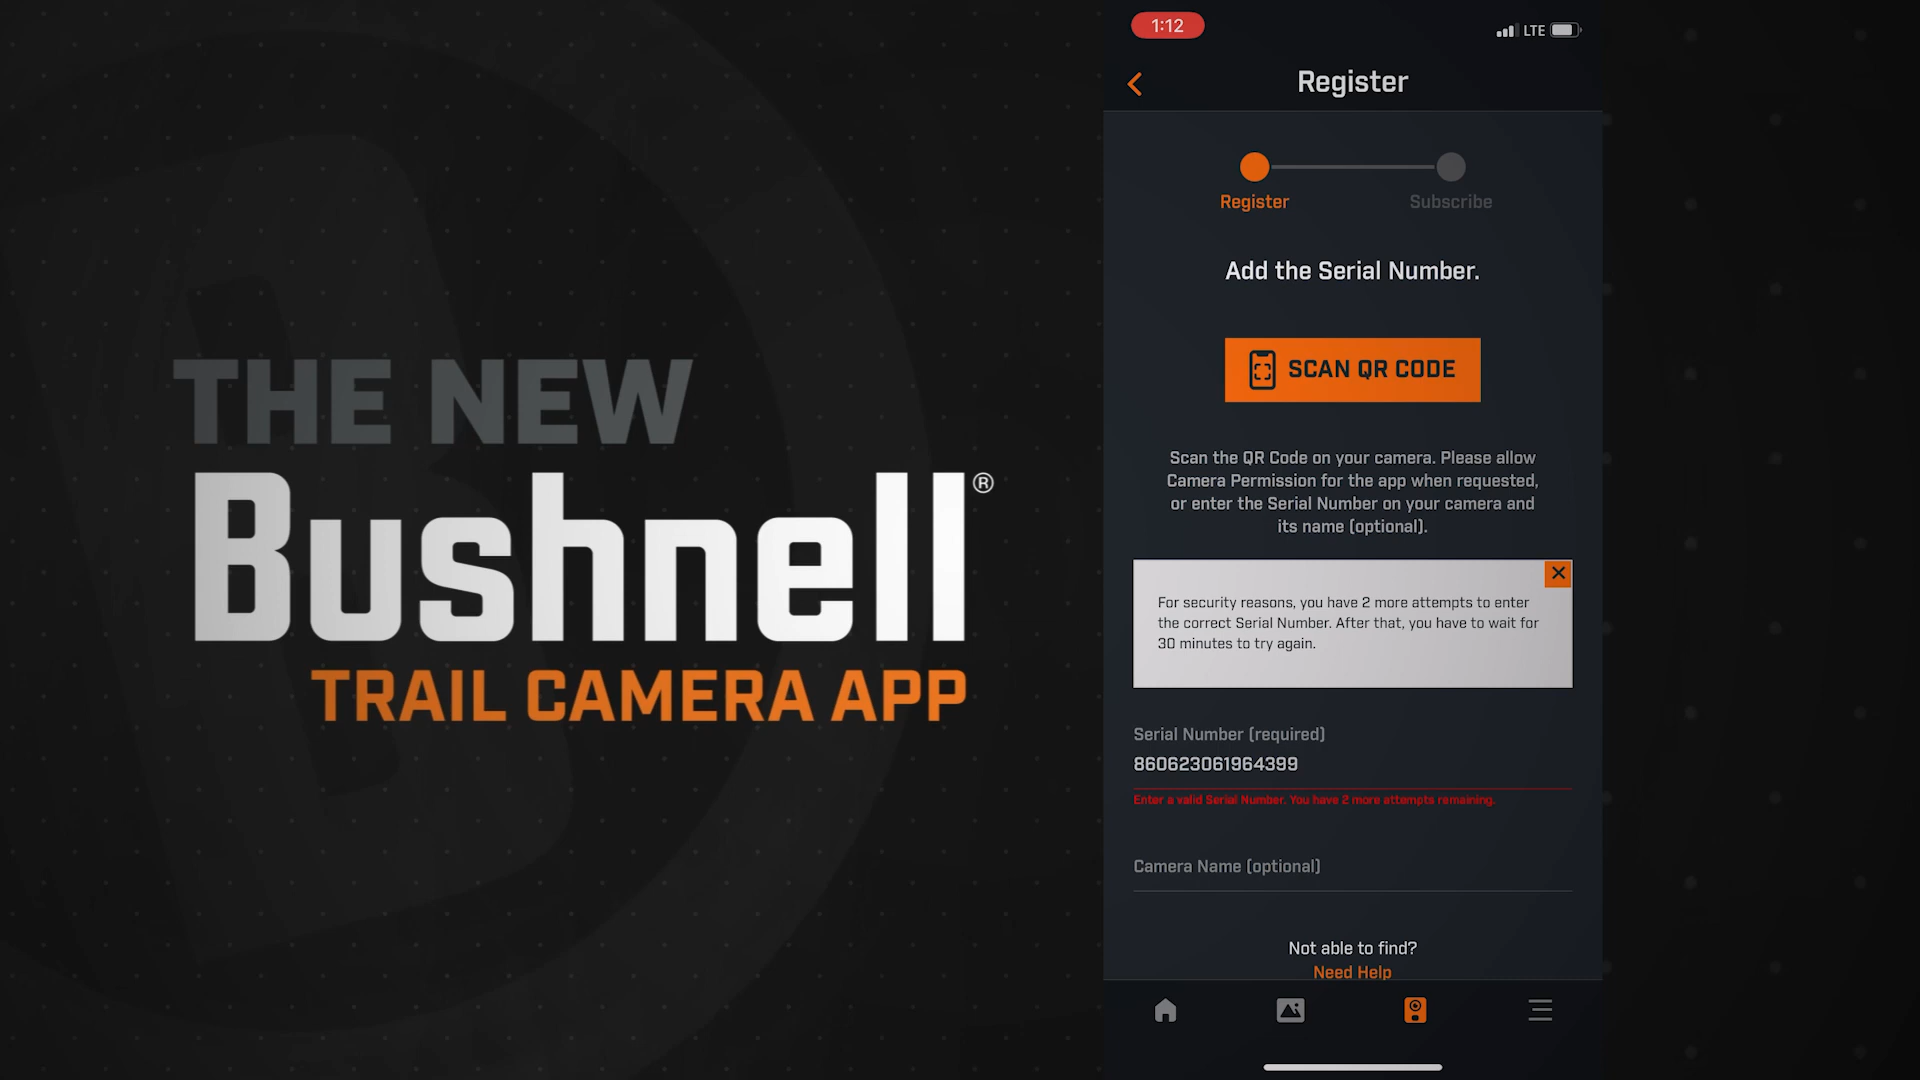 THE NEW
Bushnell®
TRAIL CAMERA APP
1:12
LTE
Register
Register
Subscribe
Add the Serial Number.
SCAN QR CODE
Scan the QR Code on your camera. Please allow
Camera Permission for the app when requested,
or enter the Serial Number on your camera and
its name (optional).
For security reasons, you have 2 more attempts to enter
the correct Serial Number. After that, you have to wait for
30 minutes to try again.
Serial Number (required)
860623061964399
Enter a valid Serial Number. You have 2 more attempts remaining.
Camera Name (optional)
Not able to find?
Need Help